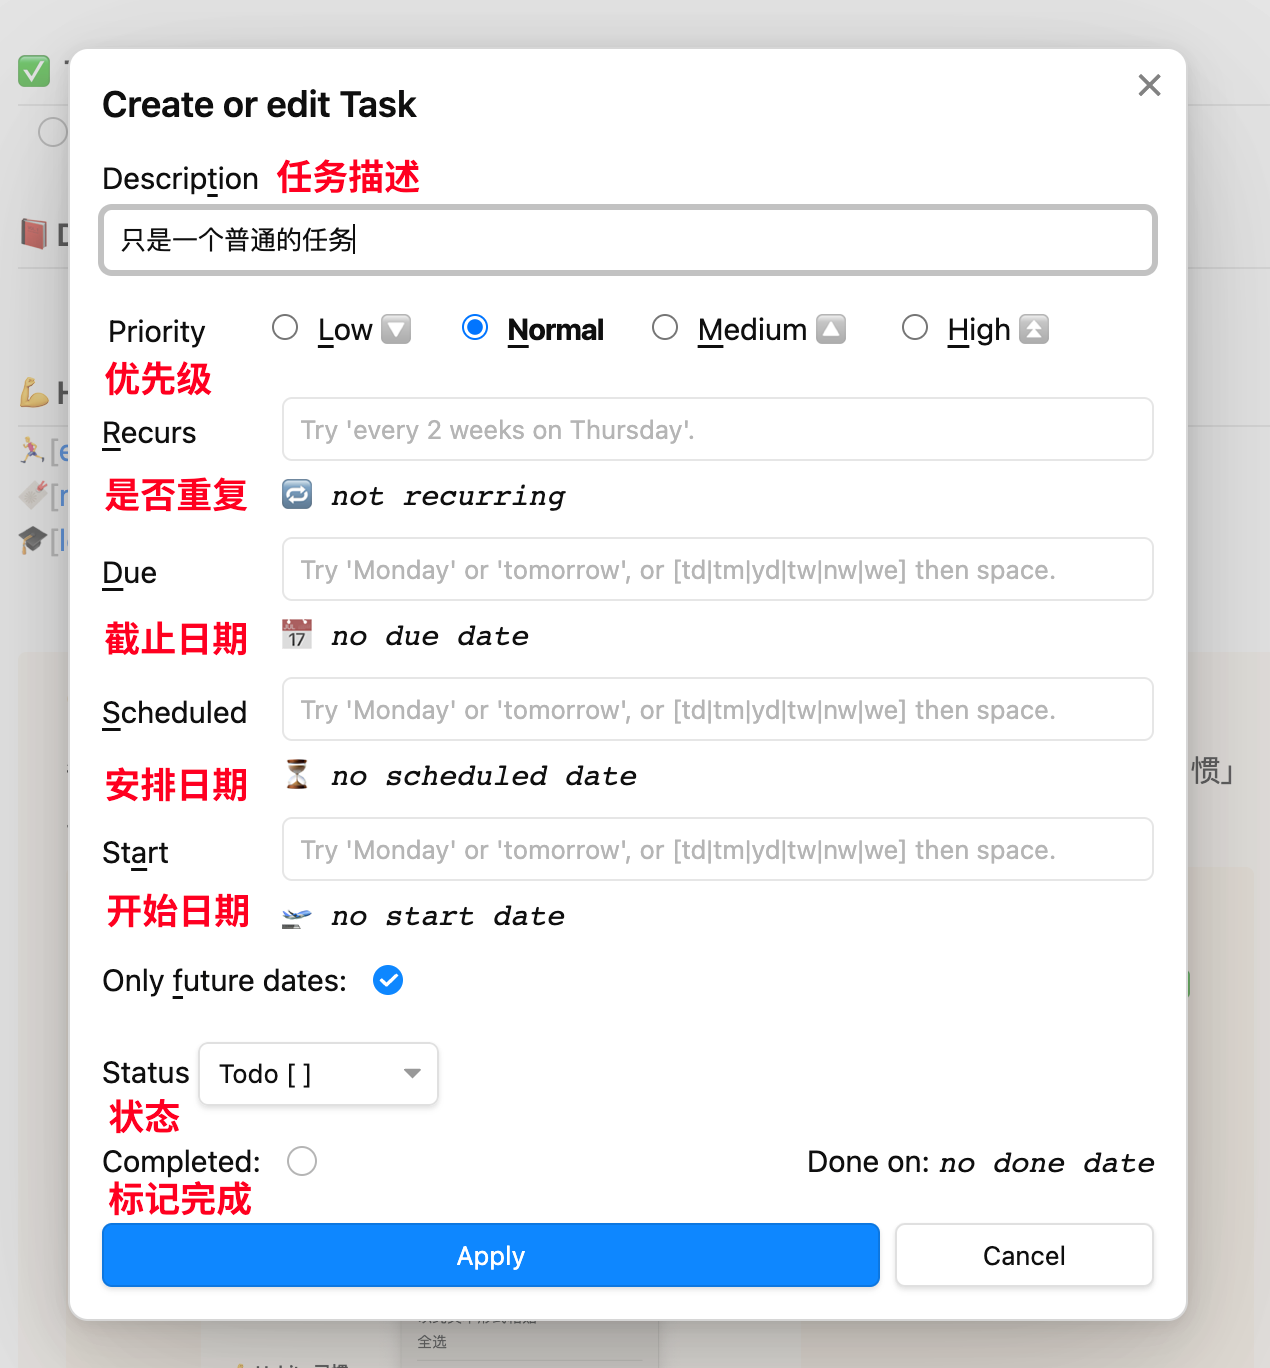 Create or edit Task
Description 任务描述
只是一个普通的任务
Priority Low Normal Medium High
优先级
Recurs Try 'every 2 weeks on Thursday'.
是否重复 not recurring
Due Try 'Monday' or 'tomorrow', or [td|tm|yd|tw|nw|we] then space.
截止日期 17 no due date
Scheduled Try 'Monday' or 'tomorrow', or [td|tm|yd|tw|nw|we] then space.
安排日期 no scheduled date
惯」
Start Try 'Monday' or 'tomorrow', or [td|tm|yd|tw|nw|we] then space.
开始日期 no start date
Only future dates:
Status Todo [ ]
状态
Completed: Done on: no done date
标记完成
Apply Cancel
全选